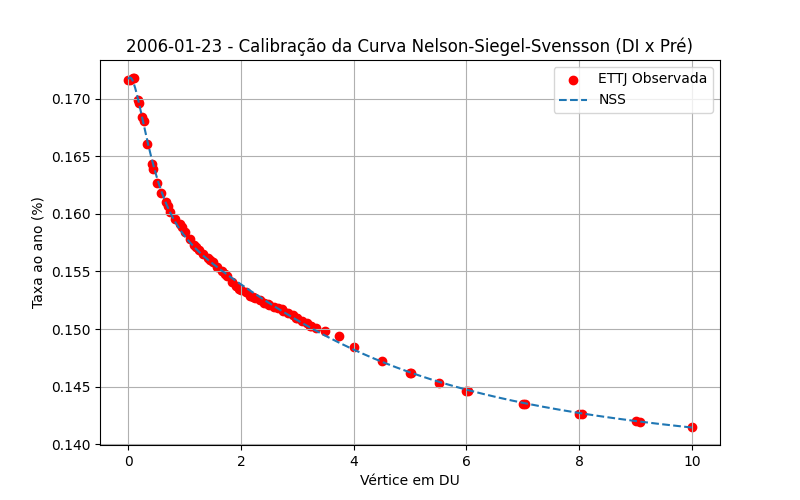 2006-01-23 - Calibração da Curva Nelson-Siegel-Svensson (DI x Pré)
ETTJ Observada
NSS
Taxa ao ano (%)
0.170
0.165
0.160
0.155
0.150
0.145
0.140
0 2 4 6 8 10
Vértice em DU